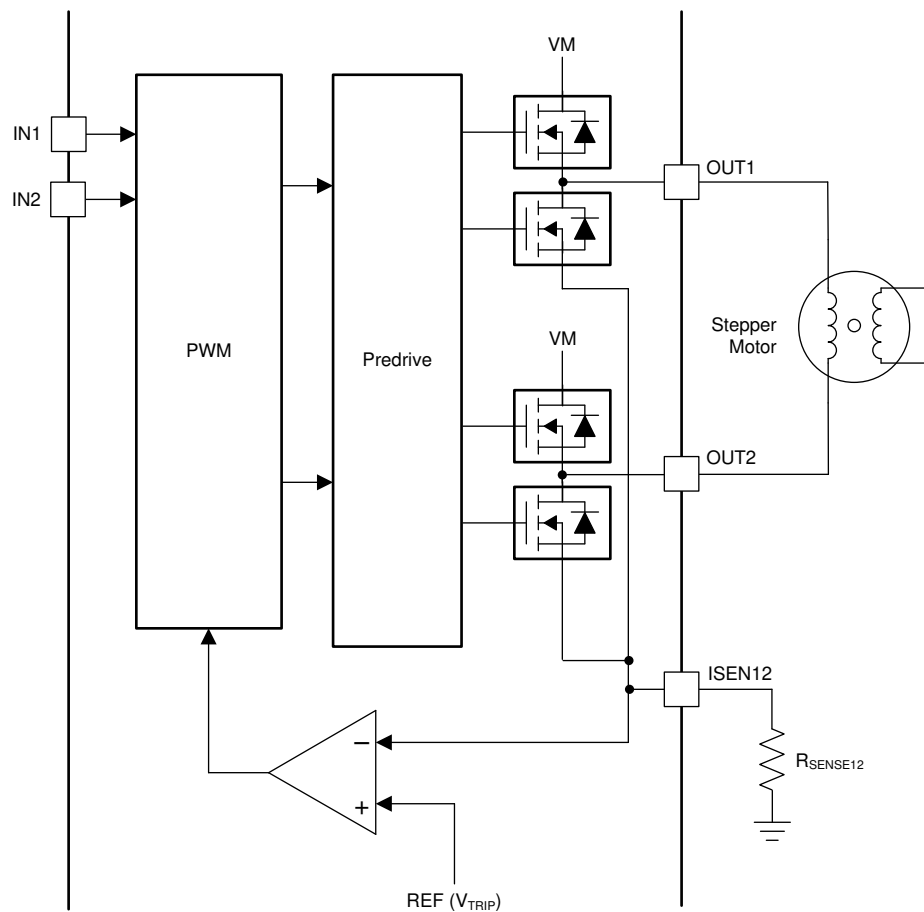 VM
IN1
IN2
OUT1
PWM
Predrive
Stepper
Motor
VM
OUT2
ISEN12
−
+
RSENSE12
REF (VTRIP)